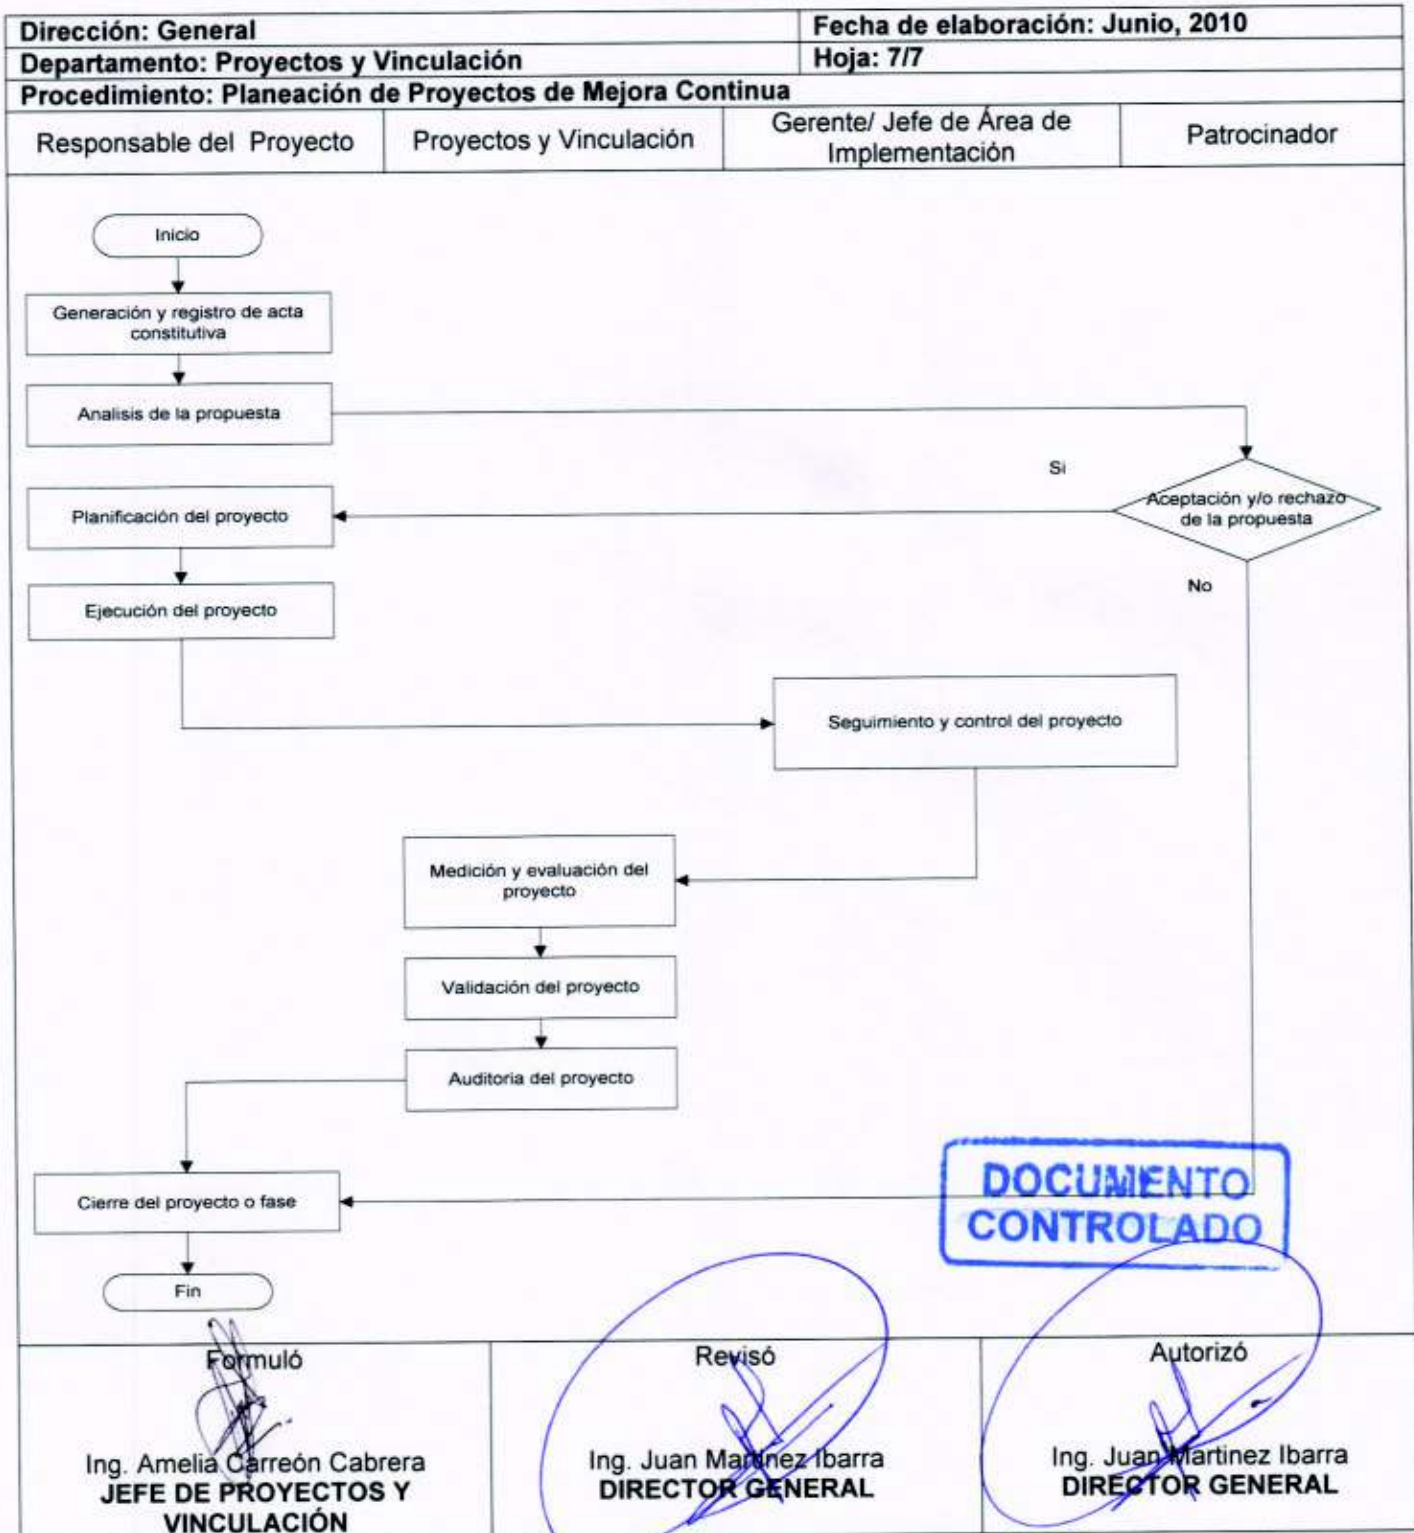 Dirección: General
Fecha de elaboración: Junio, 2010
Departamento: Proyectos y Vinculación
Hoja: 7/7
Procedimiento: Planeación de Proyectos de Mejora Continua
Responsable del Proyecto
Proyectos y Vinculación
Gerente/ Jefe de Área de
Implementación
Patrocinador
Inicio
Generación y registro de acta
constitutiva
Analisis de la propuesta
Si
Aceptación y/o rechazo
de la propuesta
Planificación del proyecto
No
Ejecución del proyecto
Seguimiento y control del proyecto
Medición y evaluación del
proyecto
Validación del proyecto
Auditoria del proyecto
Cierre del proyecto o fase
DOCUMENTO
CONTROLADO
Fin
Formuló
Ing. Amelia Carreón Cabrera
JEFE DE PROYECTOS Y
VINCULACIÓN
Revisó
Ing. Juan Martinez Ibarra
DIRECTOR GENERAL
Autorizó
Ing. Juan Martinez Ibarra
DIRECTOR GENERAL